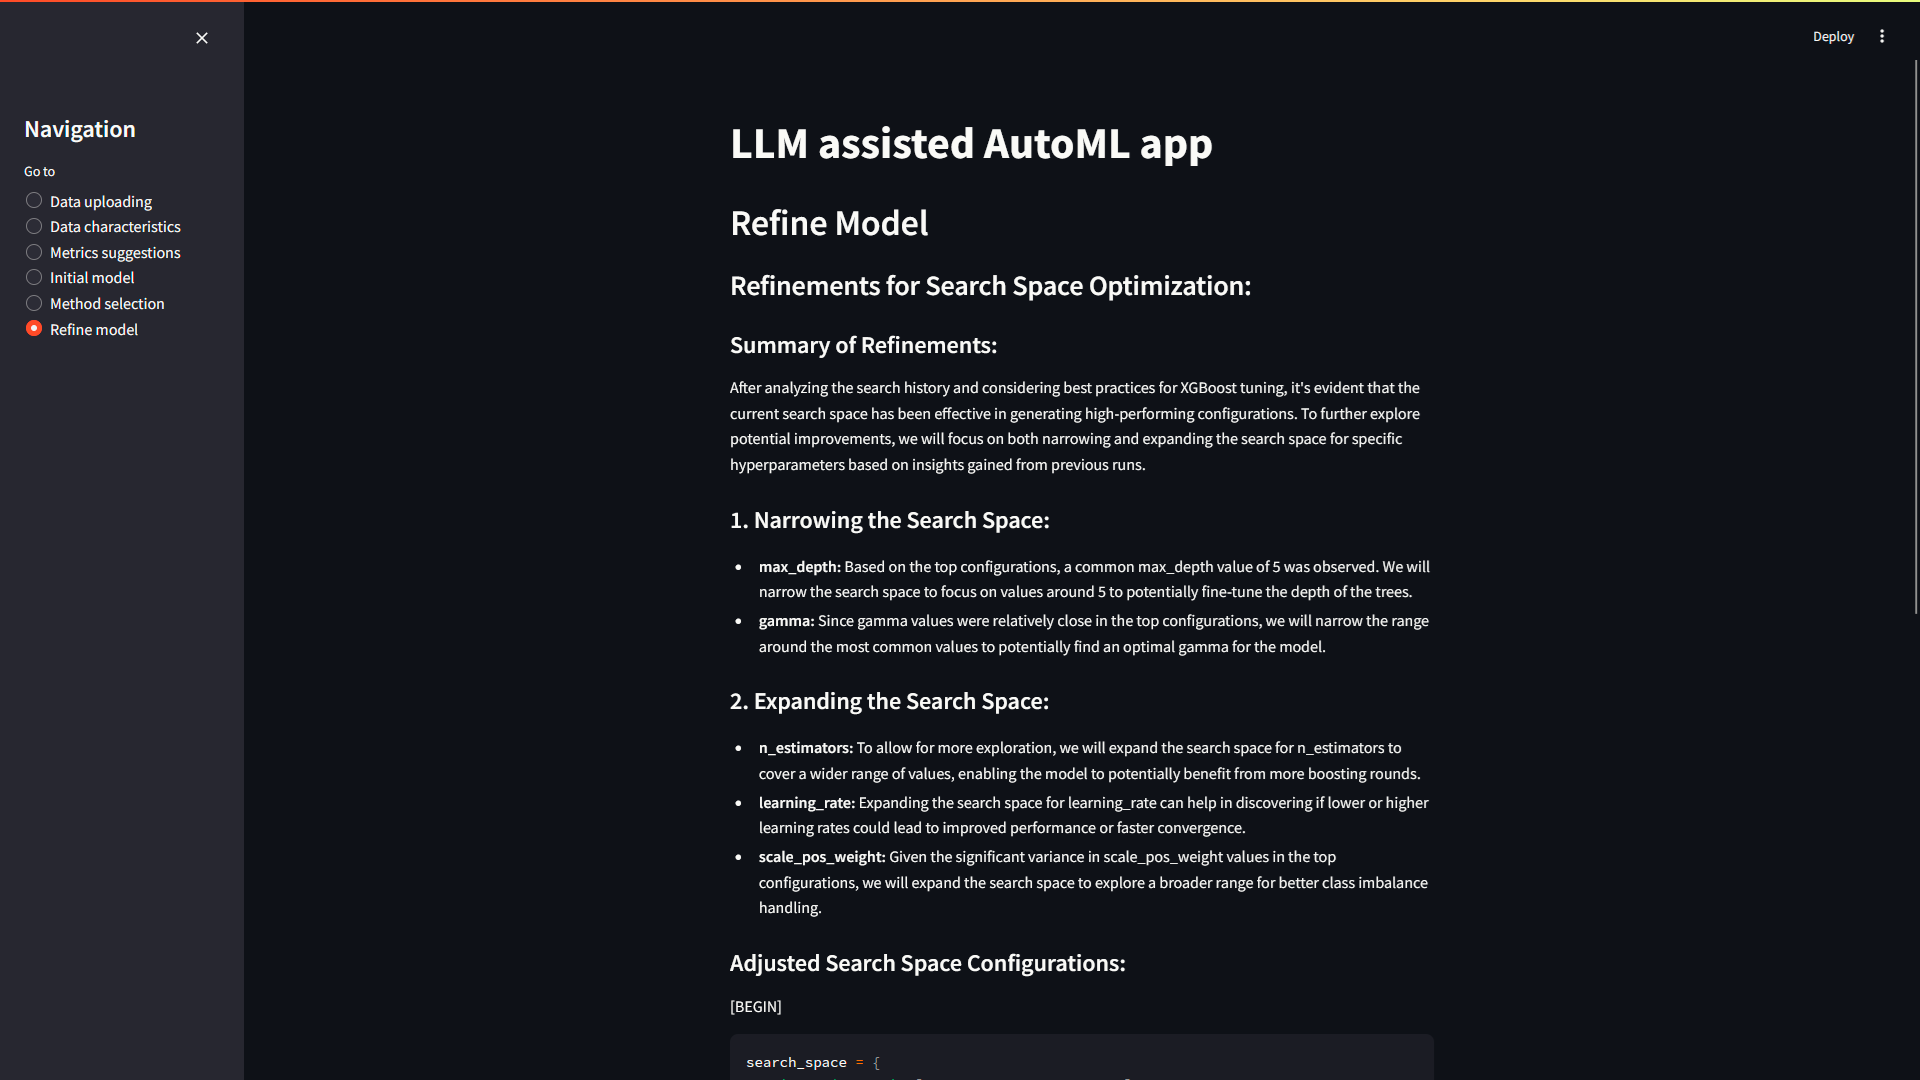 Deploy
Navigation
Go to
Data uploading
Data characteristics
Metrics suggestions
Initial model
Method selection
Refine model
LLM assisted AutoML app
Refine Model
Refinements for Search Space Optimization:
Summary of Refinements:
After analyzing the search history and considering best practices for XGBoost tuning, it's evident that the
current search space has been effective in generating high-performing configurations. To further explore
potential improvements, we will focus on both narrowing and expanding the search space for specific
hyperparameters based on insights gained from previous runs.
1. Narrowing the Search Space:
• max_depth: Based on the top configurations, a common max_depth value of 5 was observed. We will
narrow the search space to focus on values around 5 to potentially fine-tune the depth of the trees.
• gamma: Since gamma values were relatively close in the top configurations, we will narrow the range
around the most common values to potentially find an optimal gamma for the model.
2. Expanding the Search Space:
• n_estimators: To allow for more exploration, we will expand the search space for n_estimators to
cover a wider range of values, enabling the model to potentially benefit from more boosting rounds.
• learning_rate: Expanding the search space for learning_rate can help in discovering if lower or higher
learning rates could lead to improved performance or faster convergence.
• scale_pos_weight: Given the significant variance in scale_pos_weight values in the top
configurations, we will expand the search space to explore a broader range for better class imbalance
handling.
Adjusted Search Space Configurations:
[BEGIN]
search_space = {